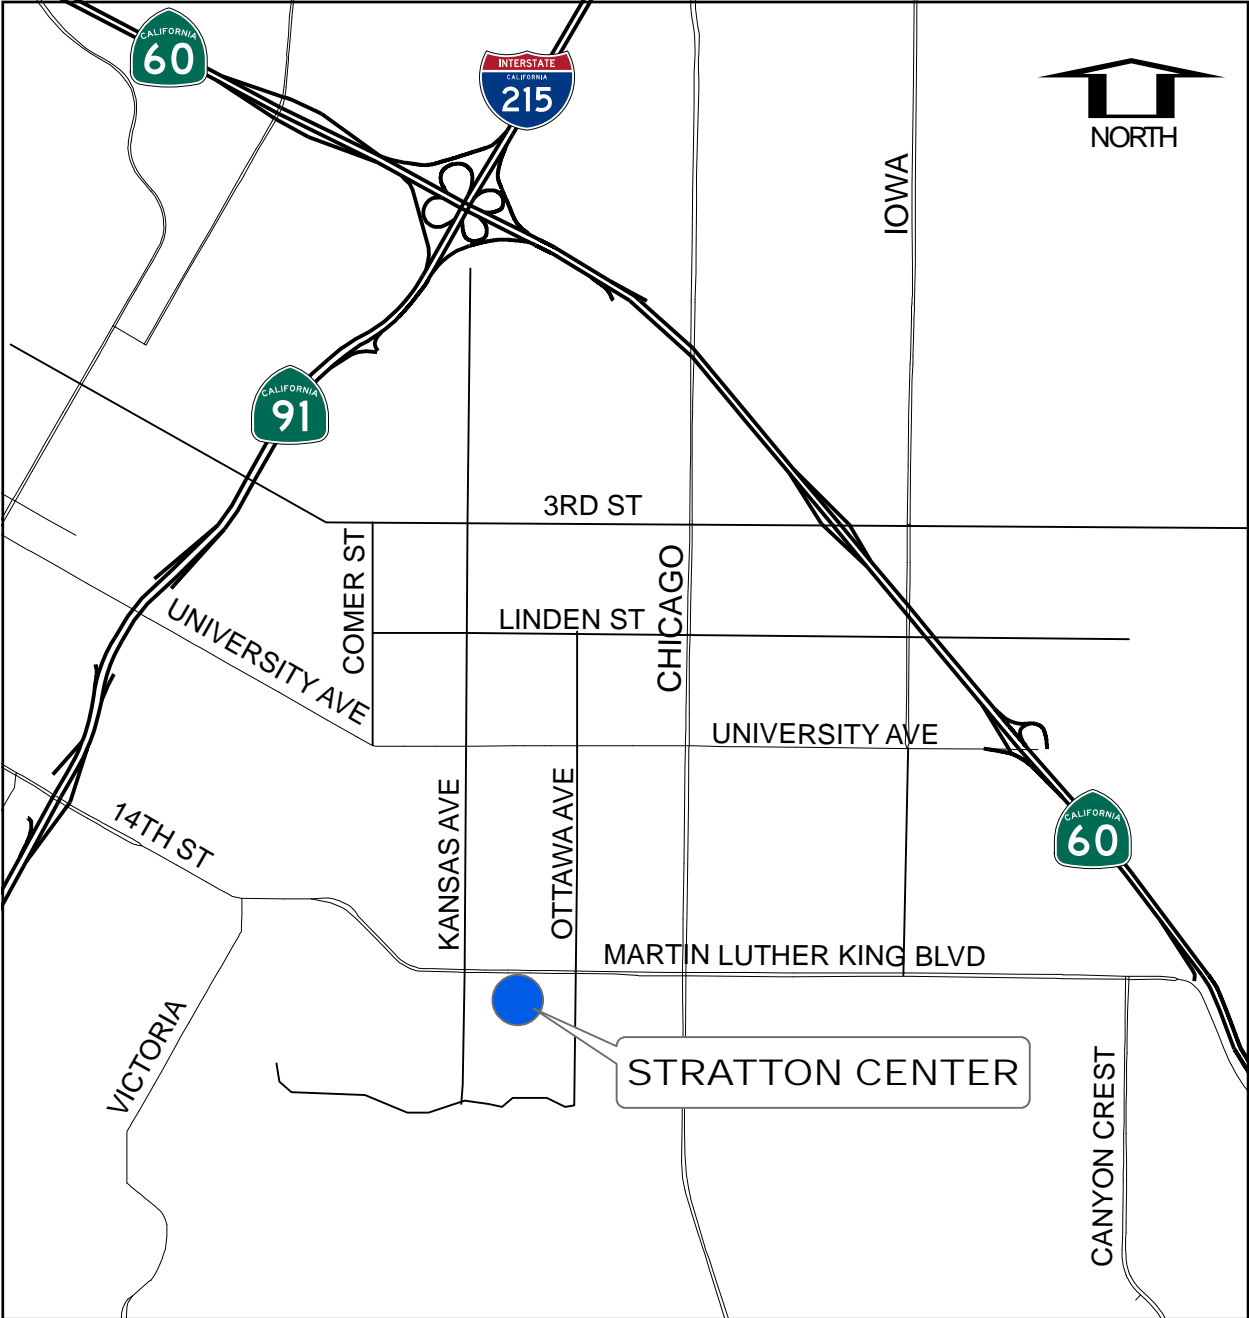 CALIFORNIA
60
INTERSTATE
CALIFORNIA
215
NORTH
IOWA
CALIFORNIA
91
3RD ST
COMER ST
CHICAGO
LINDEN ST
UNIVERSITY AVE
UNIVERSITY AVE
KANSAS AVE
OTTAWA AVE
14TH ST
CALIFORNIA
60
MARTIN LUTHER KING BLVD
VICTORIA
STRATTON CENTER
CANYON CREST